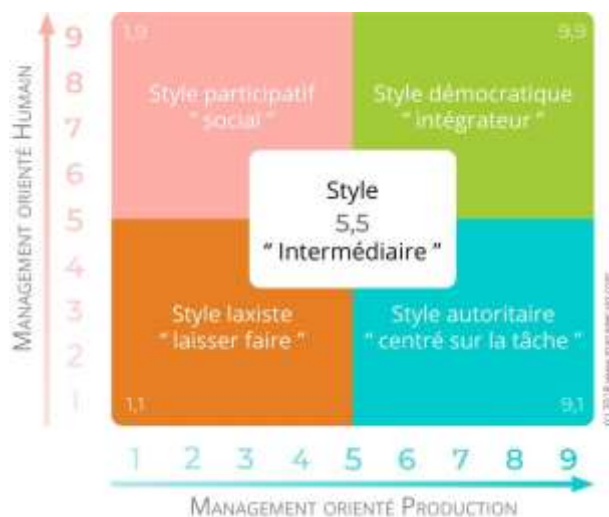 MANAGEMENT ORIENTÉ HUMAIN
9
8
7
6
5
4
3
2
1
1,9
9,9
Style participatif
“ social ”
Style démocratique
“ intégrateur ”
Style
5,5
“ Intermédiaire ”
Style laxiste
“ laisser faire ”
Style autoritaire
“ centré sur la tâche ”
1,1
9,1
1 2 3 4 5 6 7 8 9
MANAGEMENT ORIENTÉ PRODUCTION
(c) 2018